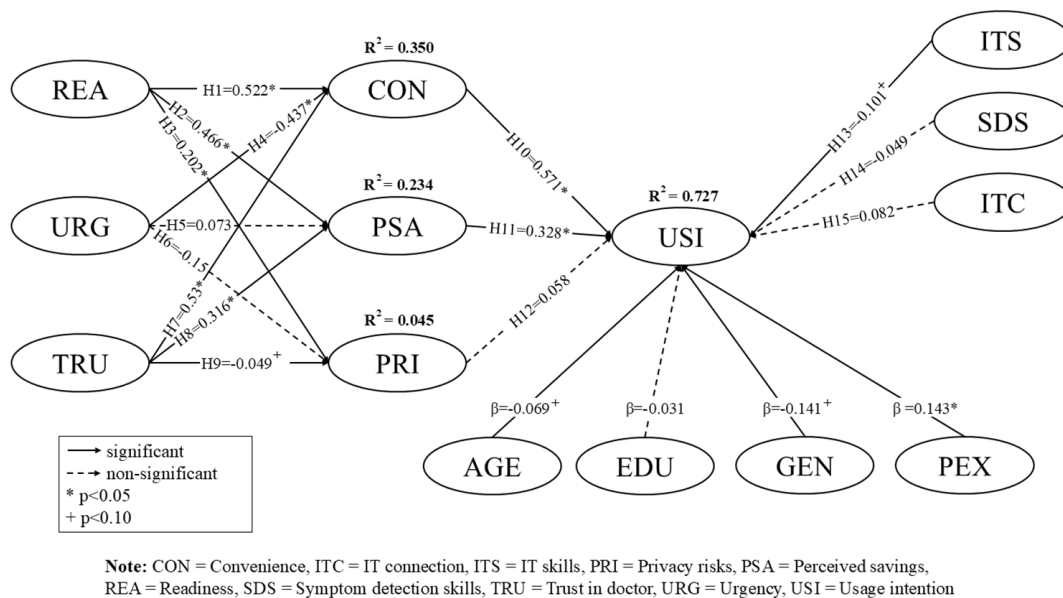 R² = 0.350
REA
H1=0.522*
CON
ITS
H2=0.466*
H3=0.202*
H4=-0.437*
H10=0.571*
H13=-0.101+
SDS
R² = 0.234
H14=-0.049
R² = 0.727
URG
H5=0.073
PSA
H11=0.328*
USI
H15=0.082
ITC
H6=-0.15
H7=0.53*
H8=0.316*
H12=0.058
R² = 0.045
TRU
H9=-0.049+
PRI
β=-0.069+
β=-0.031
β=-0.141+
β =0.143*
AGE
EDU
GEN
PEX
significant
non-significant
* p<0.05
+ p<0.10
Note: CON = Convenience, ITC = IT connection, ITS = IT skills, PRI = Privacy risks, PSA = Perceived savings,
REA = Readiness, SDS = Symptom detection skills, TRU = Trust in doctor, URG = Urgency, USI = Usage intention